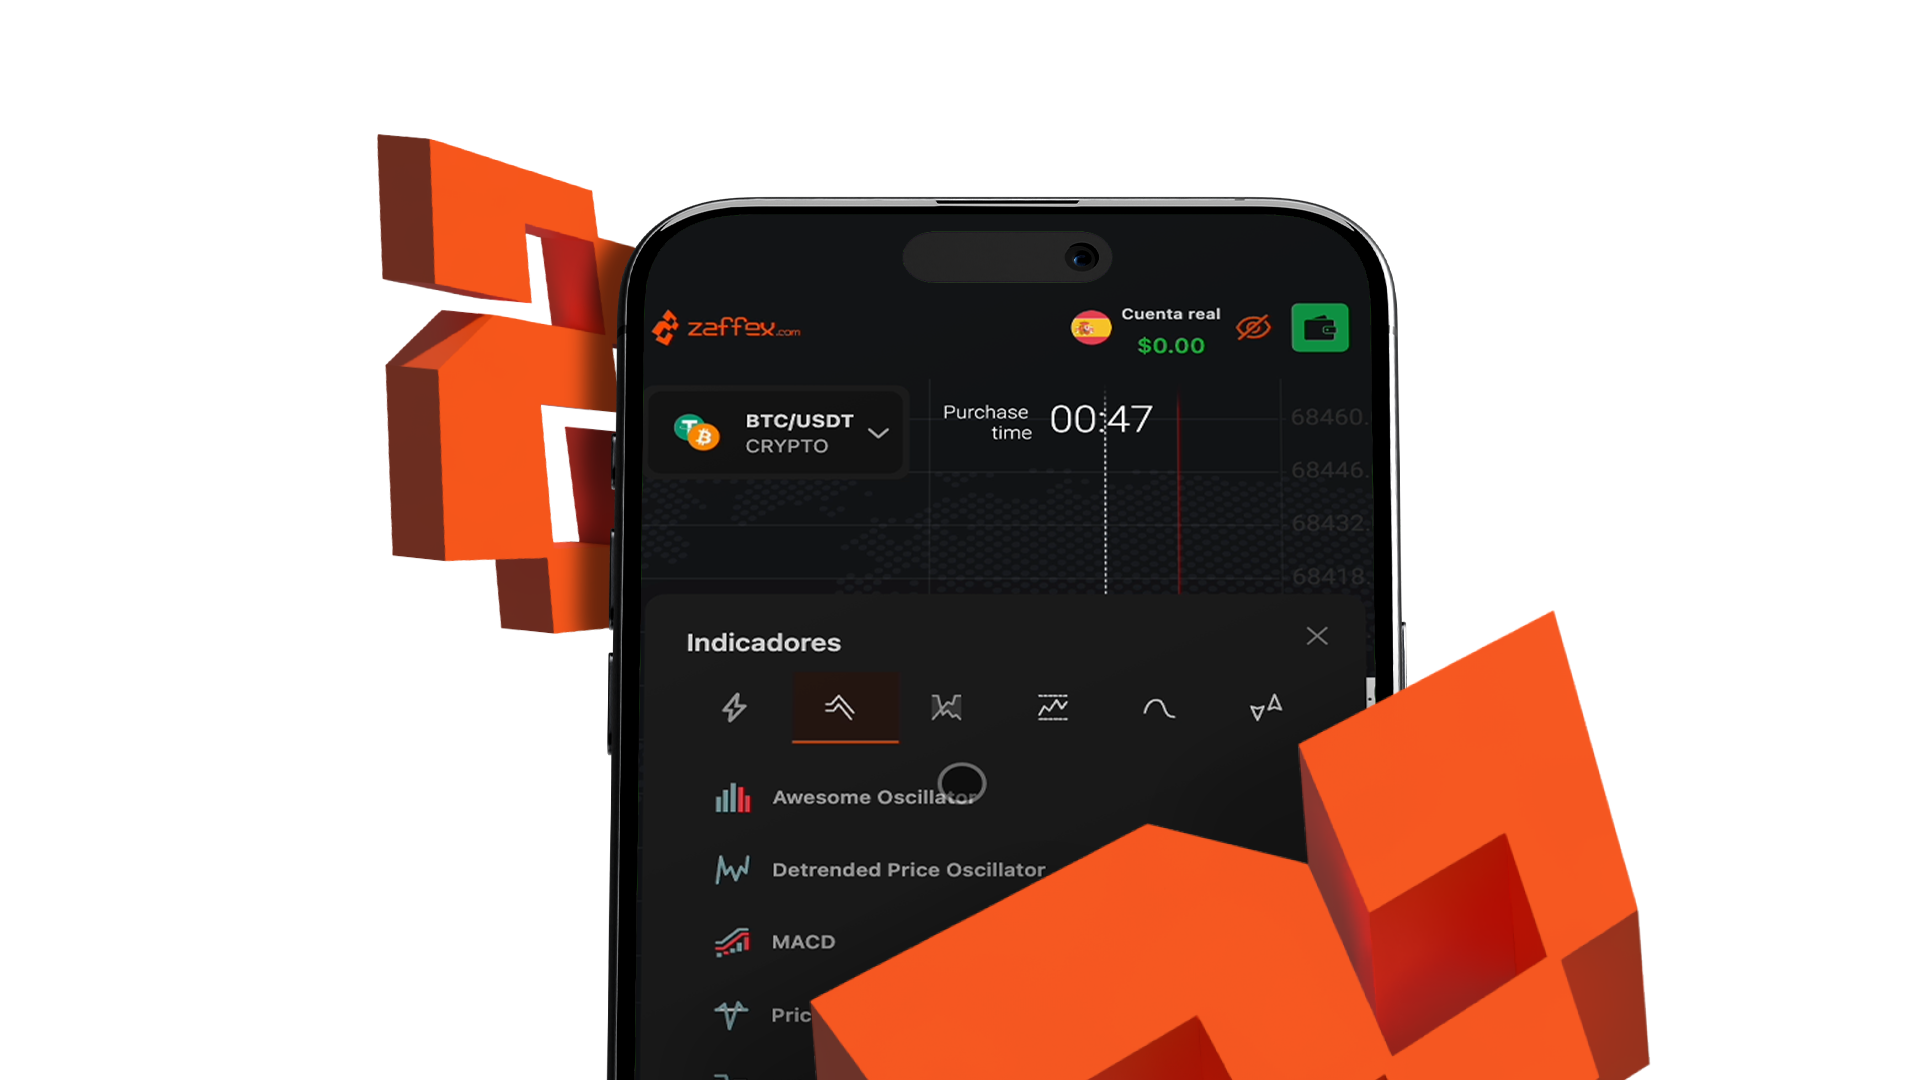 zaffex.com
Cuenta real
$0.00
BTC/USDT
CRYPTO
Purchase
time
00:47
68460.
68446.
68432.
68418.
Indicadores
Awesome Oscillator
Detrended Price Oscillator
MACD
Pric